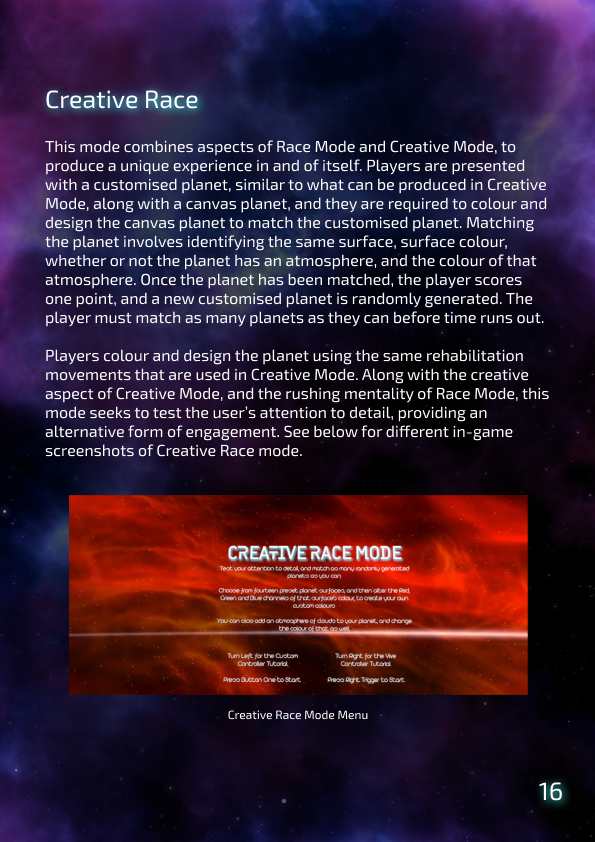 Creative Race
This mode combines aspects of Race Mode and Creative Mode, to
produce a unique experience in and of itself. Players are presented
with a customised planet, similar to what can be produced in Creative
Mode, along with a canvas planet, and they are required to colour and
design the canvas planet to match the customised planet. Matching
the planet involves identifying the same surface, surface colour,
whether or not the planet has an atmosphere, and the colour of that
atmosphere. Once the planet has been matched, the player scores
one point, and a new customised planet is randomly generated. The
player must match as many planets as they can before time runs out.
Players colour and design the planet using the same rehabilitation
movements that are used in Creative Mode. Along with the creative
aspect of Creative Mode, and the rushing mentality of Race Mode, this
mode seeks to test the user's attention to detail, providing an
alternative form of engagement. See below for different in-game
screenshots of Creative Race mode.
CREATIVE RACE MODE
Test your attention to detail, and match as many randomly generated
planets as you can
Choose from fourteen preset planet surfaces, and then alter the Red,
Green and Blue channels of that surface's colour, to create your own
custom colours
You can also add an atmosphere of clouds to your planet, and change
the colour of that as well
Turn Left for the Custom
Controller Tutorial
Turn Right for the Vive
Controller Tutorial
Press Button One to Start
Press Right Trigger to Start
Creative Race Mode Menu
16